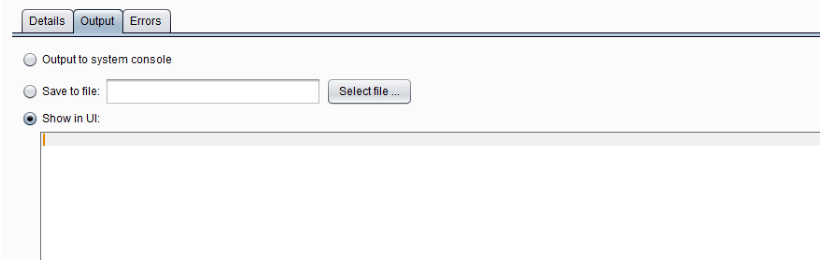 Details Output Errors
Output to system console
Save to file: Select file ...
Show in UI: